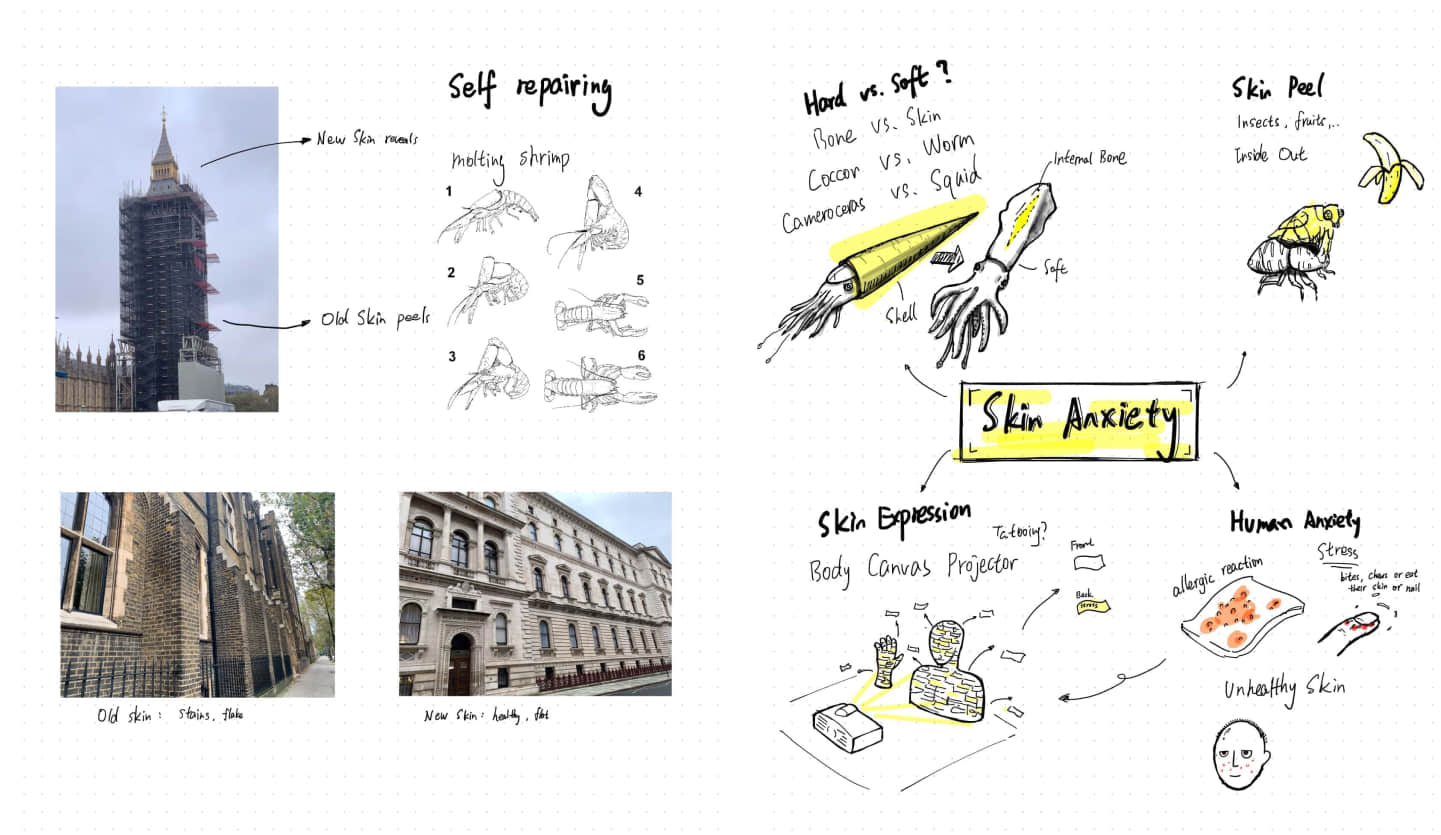 Self repairing
New Skin reveals
molting shrimp
1
4
2
5
Old Skin peels
3
6
Old skin : stains, flake
New Skin : healthy, flat
Hard vs. Soft ?
Bone vs. Skin
Coccon vs. Worm
Cameroceras vs. Squid
Internal Bone
Soft
Shell
Skin Peel
Insects, fruits,..
Inside Out
Skin Anxiety
Skin Expression
Tattooing?
Body Canvas Projector
Front
Back
stress
Human Anxiety
Stress
allergic reaction
bites, chews or eat
their skin or nail
Unhealthy Skin